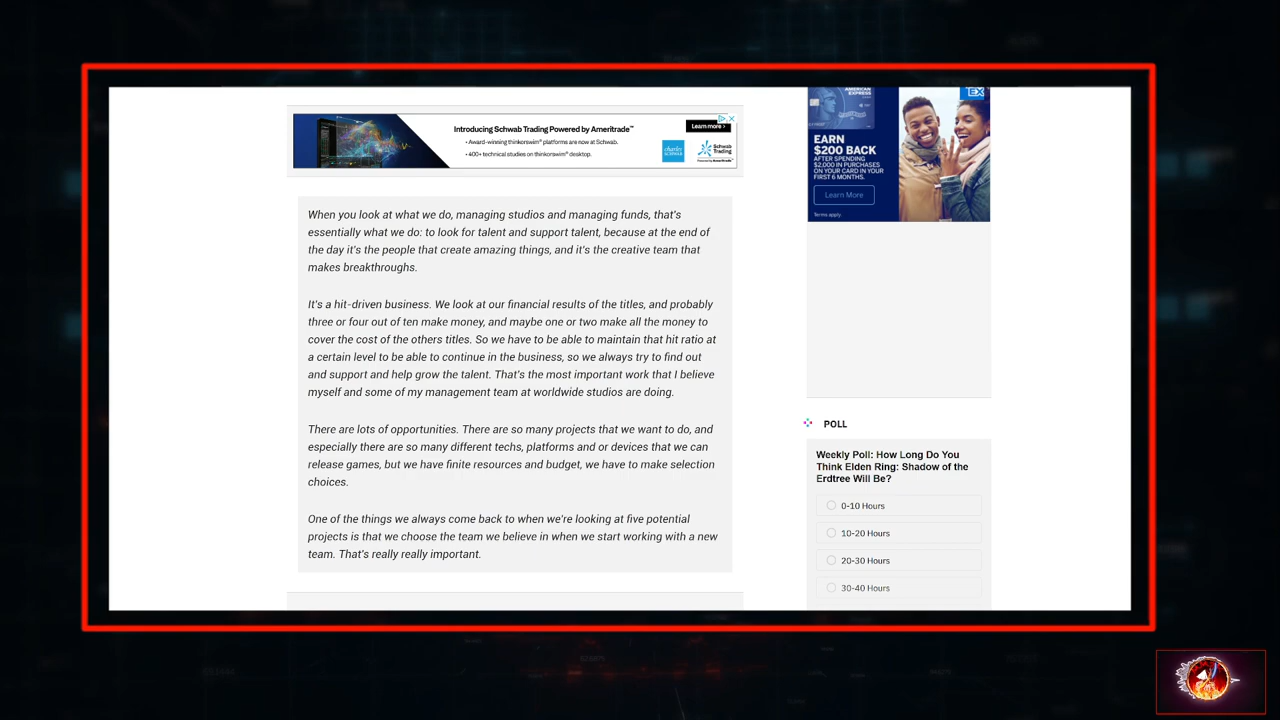 Introducing Schwab Trading Powered by Ameritrade™
• Award-winning thinkorswim® platforms are now at Schwab.
• 400+ technical studies on thinkorswim® desktop.
Learn more ›
charles
SCHWAB
Schwab
Trading
Powered by Ameritrade™
When you look at what we do, managing studios and managing funds, that's
essentially what we do: to look for talent and support talent, because at the end of
the day it's the people that create amazing things, and it's the creative team that
makes breakthroughs.
It's a hit-driven business. We look at our financial results of the titles, and probably
three or four out of ten make money, and maybe one or two make all the money to
cover the cost of the others titles. So we have to be able to maintain that hit ratio at
a certain level to be able to continue in the business, so we always try to find out
and support and help grow the talent. That's the most important work that I believe
myself and some of my management team at worldwide studios are doing.
There are lots of opportunities. There are so many projects that we want to do, and
especially there are so many different techs, platforms and or devices that we can
release games, but we have finite resources and budget, we have to make selection
choices.
One of the things we always come back to when we're looking at five potential
projects is that we choose the team we believe in when we start working with a new
team. That's really really important.
AMERICAN
EXPRESS
EX
EARN
$200 BACK
AFTER SPENDING
$2,000 IN PURCHASES
ON YOUR CARD IN YOUR
FIRST 6 MONTHS.
Learn More
Terms apply
POLL
Weekly Poll: How Long Do You
Think Elden Ring: Shadow of the
Erdtree Will Be?
0-10 Hours
10-20 Hours
20-30 Hours
30-40 Hours